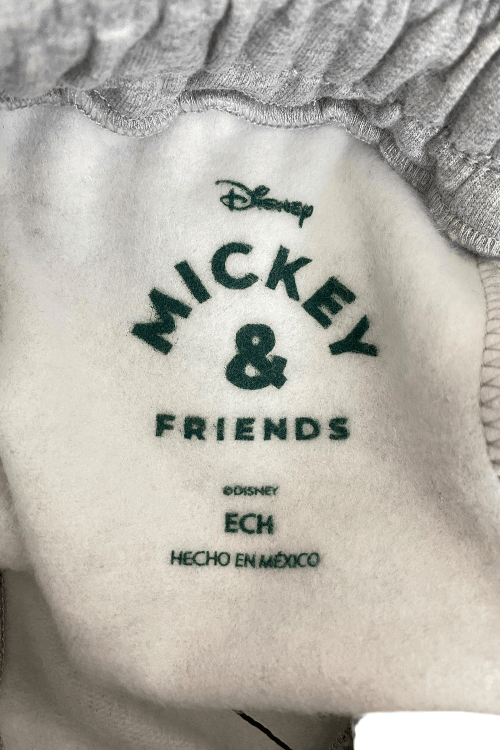 Disney
MICKEY
&
FRIENDS
©DISNEY
ECH
HECHO EN MÉXICO